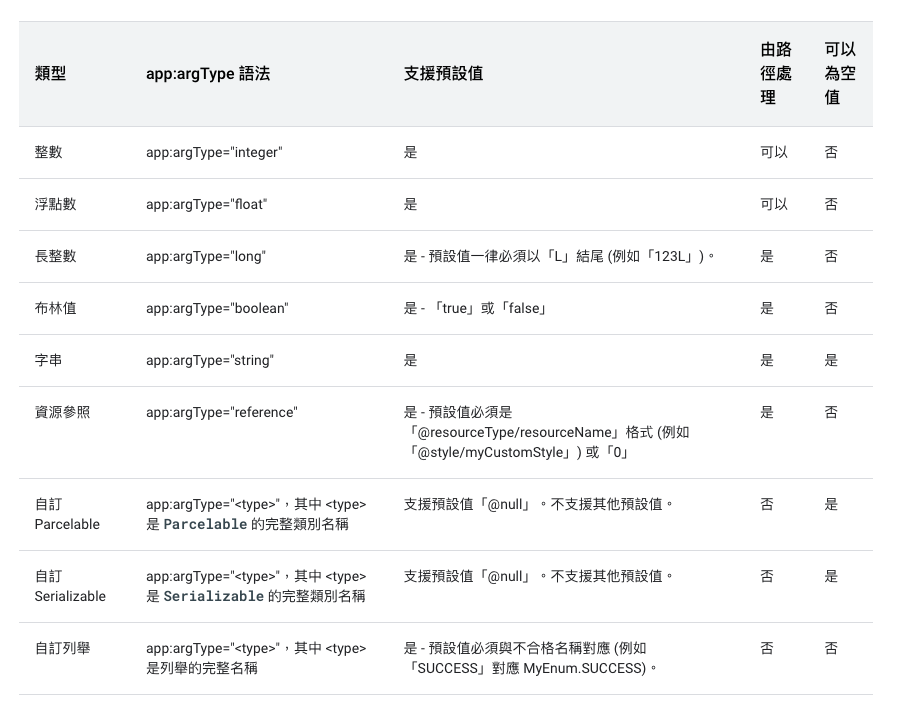 類型 app:argType 語法 支援預設值 由路徑處理 可以為空值
整數 app:argType="integer" 是 可以 否
浮點數 app:argType="float" 是 可以 否
長整數 app:argType="long" 是 - 預設值一律必須以「L」結尾 (例如「123L」)。 是 否
布林值 app:argType="boolean" 是 - 「true」或「false」 是 否
字串 app:argType="string" 是 是 是
資源參照 app:argType="reference" 是 - 預設值必須是
「@resourceType/resourceName」格式 (例如
「@style/myCustomStyle」) 或「0」 是 否
自訂
Parcelable
app:argType="<type>"，其中 <type>
是 Parcelable 的完整類別名稱
支援預設值「@null」。不支援其他預設值。 否 是
自訂
Serializable
app:argType="<type>"，其中 <type>
是 Serializable 的完整類別名稱
支援預設值「@null」。不支援其他預設值。 否 是
自訂列舉
app:argType="<type>"，其中 <type>
是列舉的完整名稱
是 - 預設值必須與不合格名稱對應 (例如
「SUCCESS」對應 MyEnum.SUCCESS)。 否 否